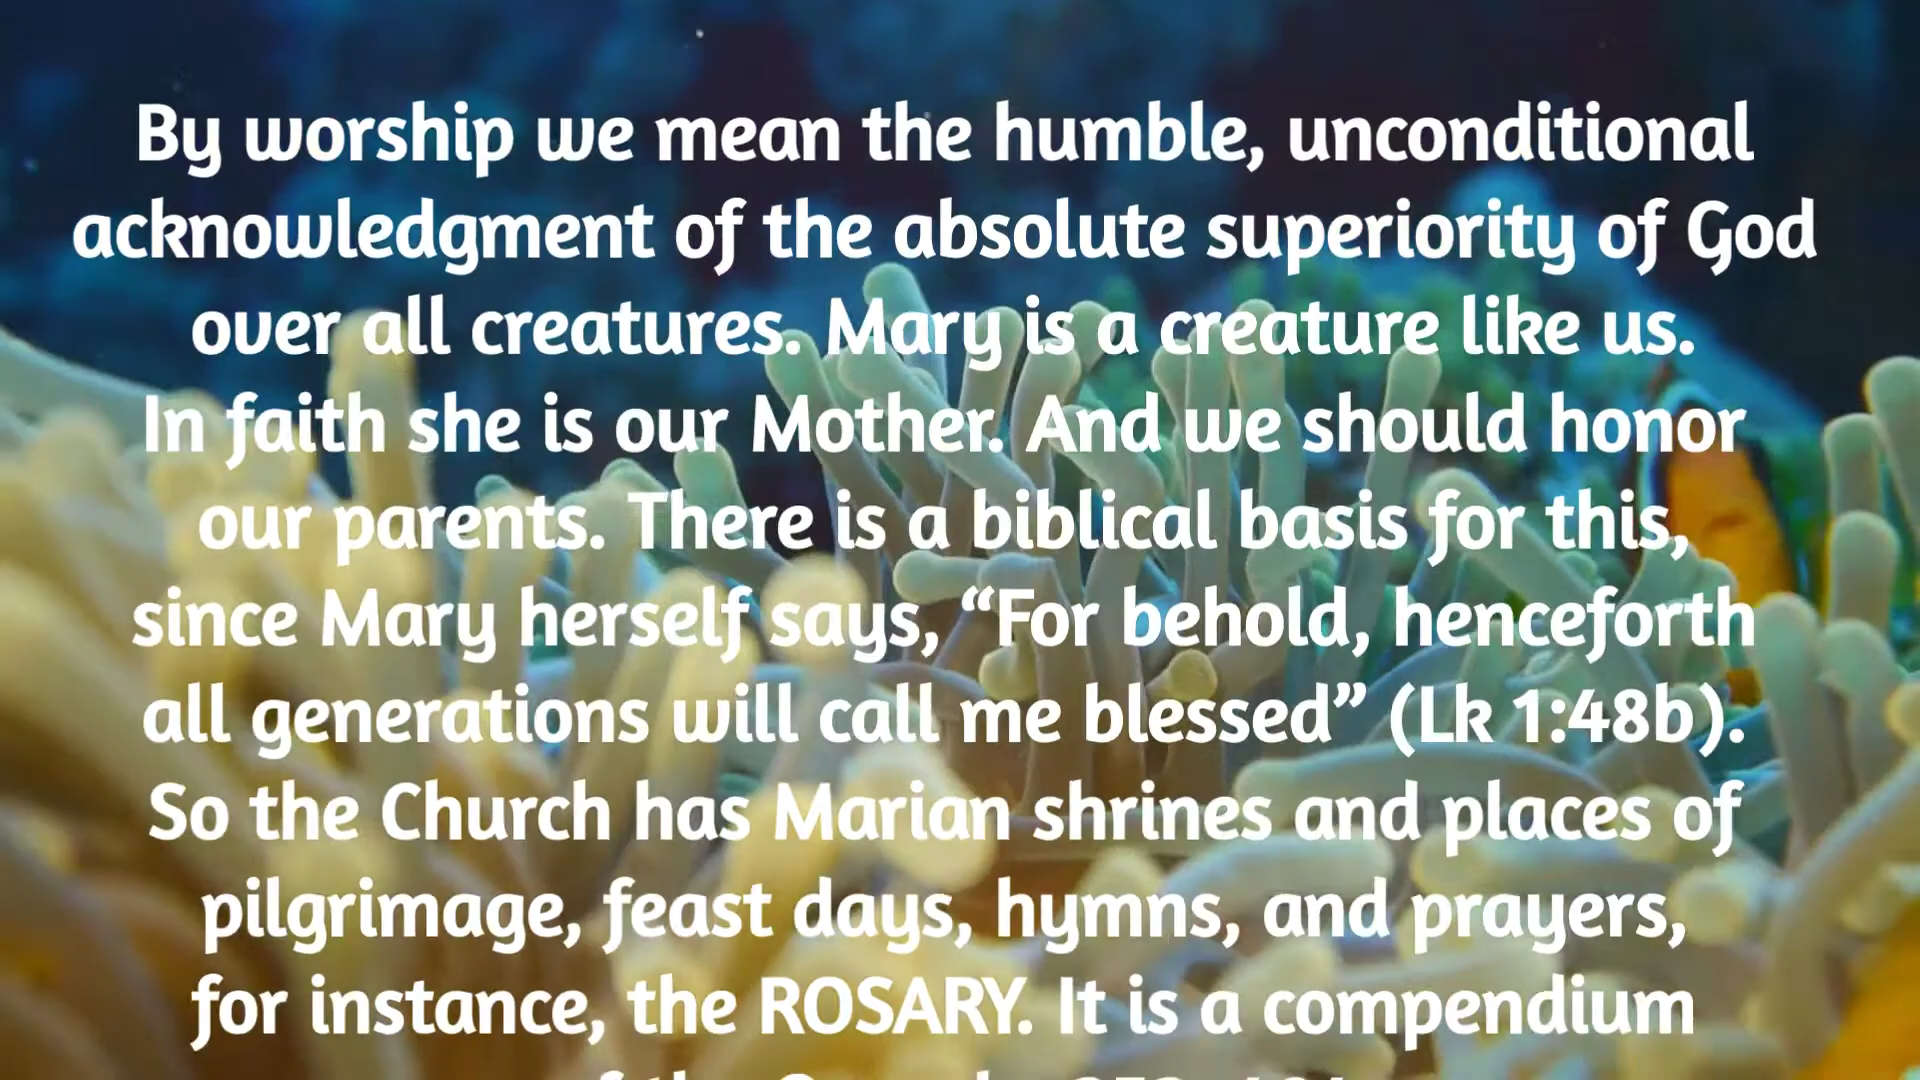 By worship we mean the humble, unconditional
acknowledgment of the absolute superiority of God
over all creatures. Mary is a creature like us.
In faith she is our Mother. And we should honor
our parents. There is a biblical basis for this,
since Mary herself says, “For behold, henceforth
all generations will call me blessed” (Lk 1:48b).
So the Church has Marian shrines and places of
pilgrimage, feast days, hymns, and prayers,
for instance, the ROSARY. It is a compendium